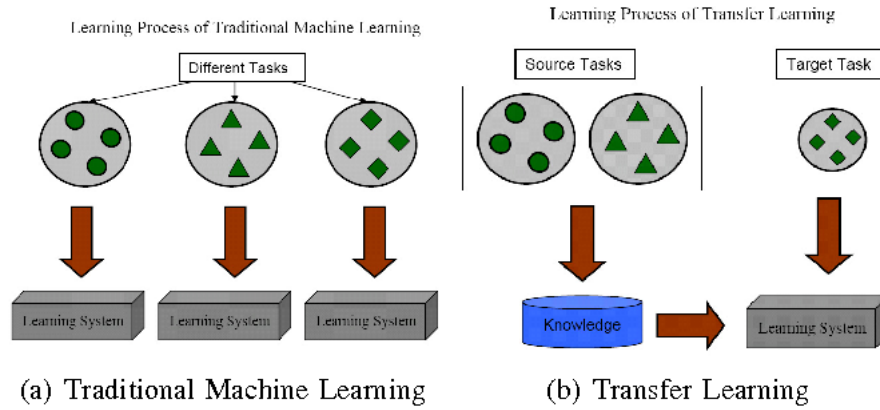 Learning Process of Traditional Machine Learning
Different Tasks
Learning System
Learning System
Learning System
(a) Traditional Machine Learning
Learning Process of Transfer Learning
Source Tasks
Target Task
Knowledge
Learning System
(b) Transfer Learning